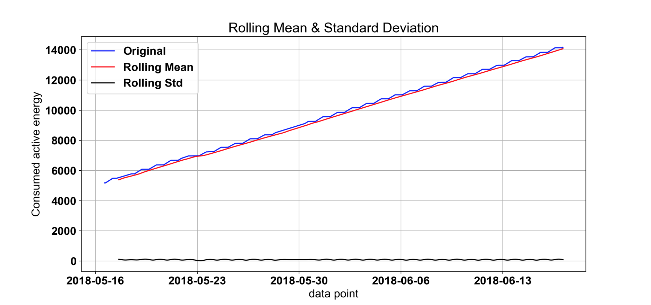 Rolling Mean & Standard Deviation
Original
Rolling Mean
Rolling Std
Consumed active energy
14000
12000
10000
8000
6000
4000
2000
0
2018-05-16 2018-05-23 2018-05-30 2018-06-06 2018-06-13
data point